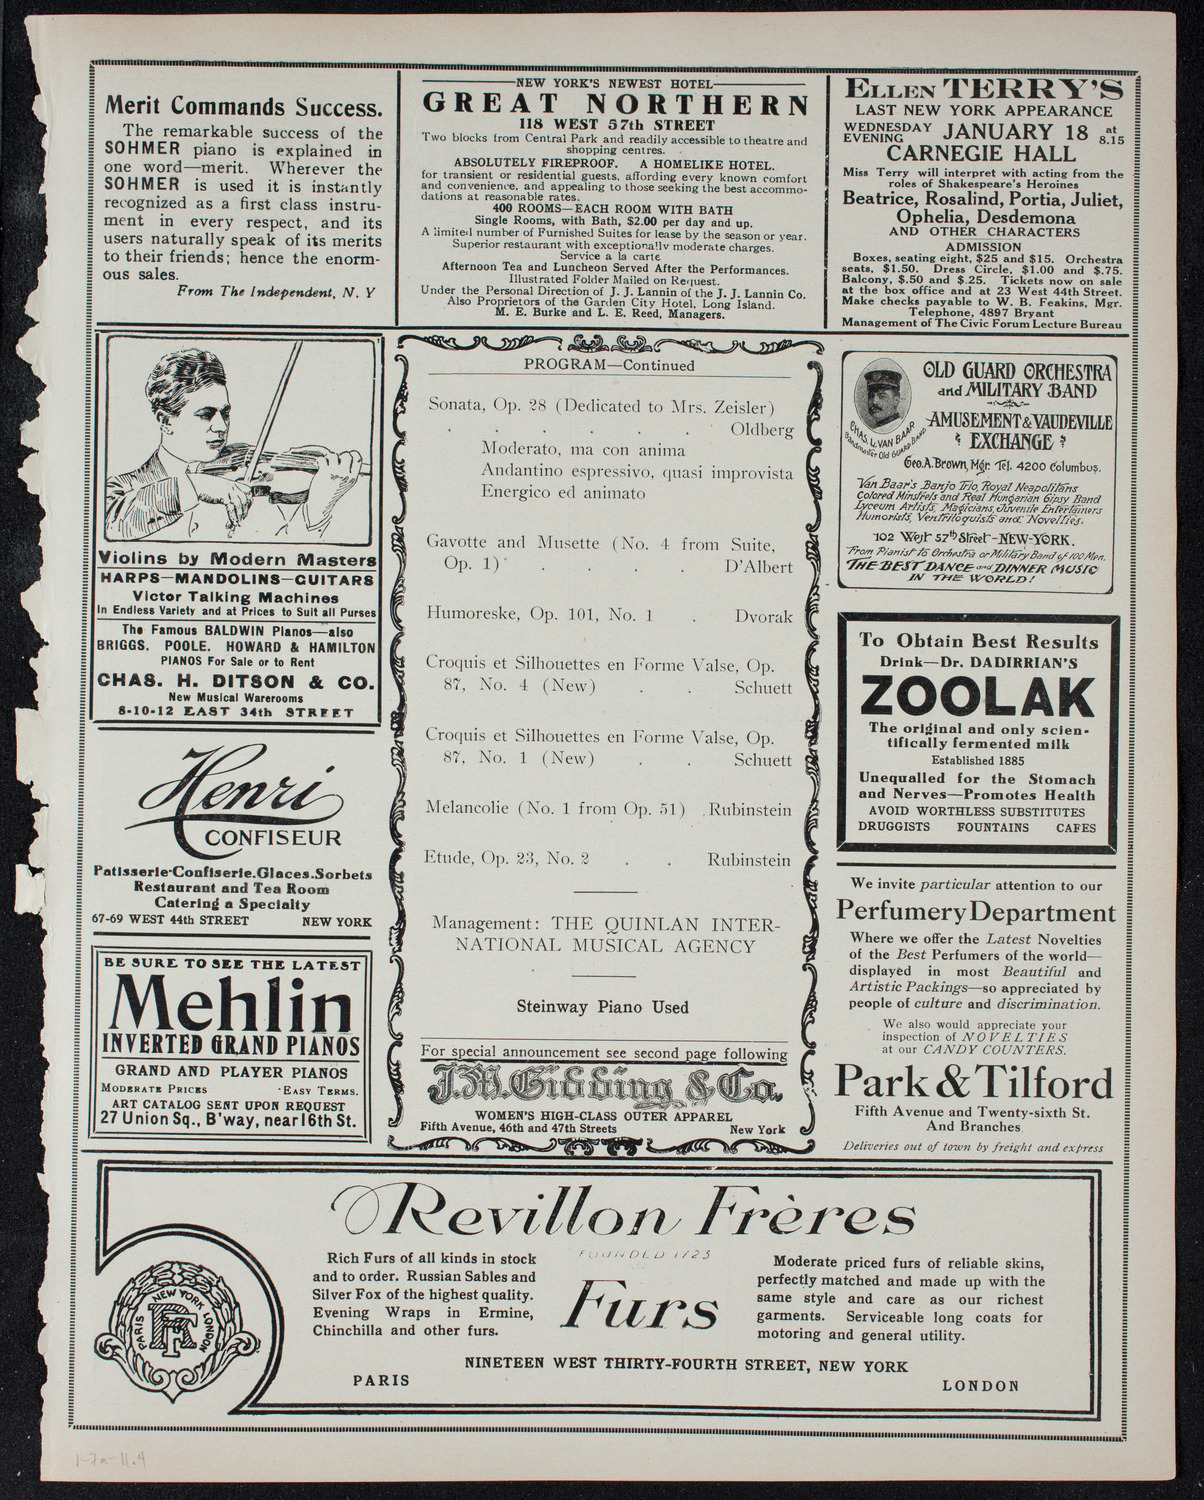 Merit Commands Success.
The remarkable success of the
SOHMER piano is explained in
one word—merit. Wherever the
SOHMER is used it is instantly
recognized as a first class instru-
ment in every respect, and its
users naturally speak of its merits
to their friends; hence the enorm-
ous sales.
From The Independent, N. Y
NEW YORK'S NEWEST HOTEL
GREAT NORTHERN
118 WEST 57th STREET
Two blocks from Central Park and readily accessible to theatre and
shopping centres.
ABSOLUTELY FIREPROOF. A HOMELIKE HOTEL.
for transient or residential guests, affording every known comfort
and convenience, and appealing to those seeking the best accommo-
dations at reasonable rates.
400 ROOMS—EACH ROOM WITH BATH
Single Rooms, with Bath, $2.00 per day and up.
A limited number of Furnished Suites for lease by the season or year.
Superior restaurant with exceptionally moderate charges.
Service a la carte
Afternoon Tea and Luncheon Served After the Performances.
Illustrated Folder Mailed on Request.
Under the Personal Direction of J. J. Lannin of the J. J. Lannin Co.
Also Proprietors of the Garden City Hotel, Long Island.
M. E. Burke and L. E. Reed, Managers.
ELLEN TERRY'S
LAST NEW YORK APPEARANCE
WEDNESDAY EVENING JANUARY 18 at 8.15
CARNEGIE HALL
Miss Terry will interpret with acting from the
roles of Shakespeare's Heroines
Beatrice, Rosalind, Portia, Juliet,
Ophelia, Desdemona
AND OTHER CHARACTERS
ADMISSION
Boxes, seating eight, $25 and $15. Orchestra
seats, $1.50. Dress Circle, $1.00 and $.75.
Balcony, $.50 and $.25. Tickets now on sale
at the box office and at 23 West 44th Street.
Make checks payable to W. B. Feakins, Mgr.
Telephone, 4897 Bryant
Management of The Civic Forum Lecture Bureau
Violins by Modern Masters
HARPS—MANDOLINS—GUITARS
Victor Talking Machines
In Endless Variety and at Prices to Suit all Purses
The Famous BALDWIN Pianos—also
BRIGGS, POOLE, HOWARD & HAMILTON
PIANOS For Sale or to Rent
CHAS. H. DITSON & CO.
New Musical Warerooms
8-10-12 EAST 34th STREET
Henri
CONFISEUR
Patisserie-Confiserie.Glaces.Sorbets
Restaurant and Tea Room
Catering a Specialty
67-69 WEST 44th STREET NEW YORK
BE SURE TO SEE THE LATEST
Mehlin
INVERTED GRAND PIANOS
GRAND AND PLAYER PIANOS
MODERATE PRICES EASY TERMS.
ART CATALOG SENT UPON REQUEST
27 Union Sq., B'way, near 16th St.
PROGRAM—Continued
Sonata, Op. 28 (Dedicated to Mrs. Zeisler)
. . . . . . Oldberg
Moderato, ma con anima
Andantino espressivo, quasi improvista
Energico ed animato
Gavotte and Musette (No. 4 from Suite,
Op. 1) . . . . D'Albert
Humoreske, Op. 101, No. 1 . Dvorak
Croquis et Silhouettes en Forme Valse, Op.
87, No. 4 (New) . . Schuett
Croquis et Silhouettes en Forme Valse, Op.
87, No. 1 (New) . . Schuett
Melancolie (No. 1 from Op. 51) . Rubinstein
Etude, Op. 23, No. 2 . . Rubinstein
Management: THE QUINLAN INTER-
NATIONAL MUSICAL AGENCY
Steinway Piano Used
For special announcement see second page following
J.M.Gidding & Co.
WOMEN'S HIGH-CLASS OUTER APPAREL
Fifth Avenue, 46th and 47th Streets New York
OLD GUARD ORCHESTRA
and MILITARY BAND
AMUSEMENT & VAUDEVILLE
EXCHANGE
CHAS. L. VAN BAAR
Bandmaster Old GUARD BAND
Geo. A. Brown, Mgr. Tel. 4200 Columbus.
Van Baar's Banjo Trio, Royal Neapolitans
Colored Minstrels and Real Hungarian Gipsy Band
Lyceum Artists, Magicians, Juvenile Entertainers
Humorists, Ventriloquists and Novelties.
102 West 57th Street—NEW-YORK.
From Pianist to Orchestra or Military Band of 100 Men.
THE BEST DANCE and DINNER MUSIC
IN THE WORLD!
To Obtain Best Results
Drink—Dr. DADIRRIAN'S
ZOOLAK
The original and only scien-
tifically fermented milk
Established 1885
Unequalled for the Stomach
and Nerves—Promotes Health
AVOID WORTHLESS SUBSTITUTES
DRUGGISTS FOUNTAINS CAFES
We invite particular attention to our
Perfumery Department
Where we offer the Latest Novelties
of the Best Perfumers of the world—
displayed in most Beautiful and
Artistic Packings—so appreciated by
people of culture and discrimination.
We also would appreciate your
inspection of NOVELTIES
at our CANDY COUNTERS.
Park & Tilford
Fifth Avenue and Twenty-sixth St.
And Branches
Deliveries out of town by freight and express
Revillon Frères
FOUNDED 1723
Furs
Rich Furs of all kinds in stock
and to order. Russian Sables and
Silver Fox of the highest quality.
Evening Wraps in Ermine,
Chinchilla and other furs.
Moderate priced furs of reliable skins,
perfectly matched and made up with the
same style and care as our richest
garments. Serviceable long coats for
motoring and general utility.
NINETEEN WEST THIRTY-FOURTH STREET, NEW YORK
PARIS LONDON
PARIS NEW YORK LONDON
RF